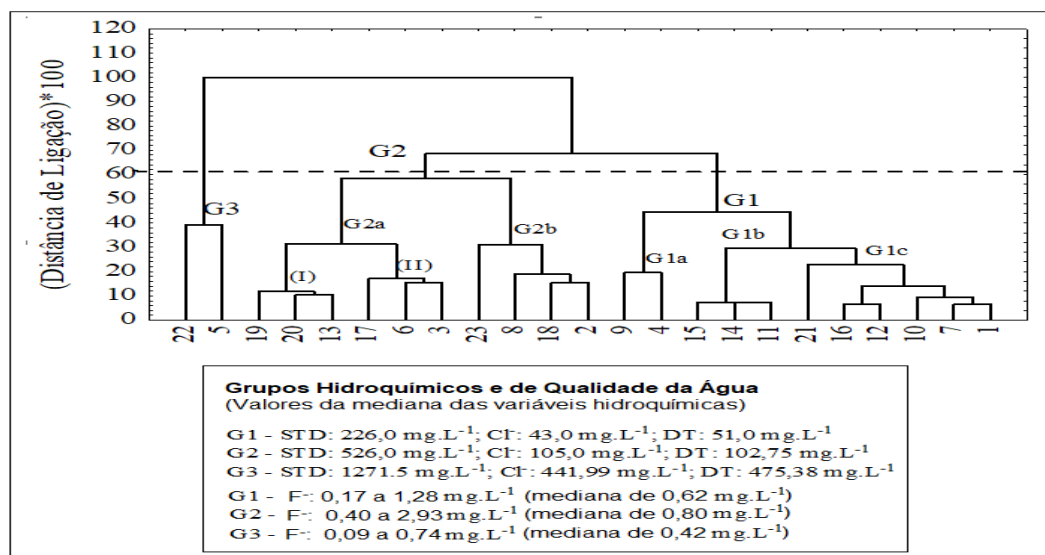 120
110
100
90
80
70
60
50
40
30
20
10
0
(Distância de Ligação)*100
G2
G3
G2a
(I)
(II)
G2b
G1
G1a
G1b
G1c
22 5 19 20 13 17 6 3 23 8 18 2 9 4 15 14 11 21 16 12 10 7 1
Grupos Hidroquímicos e de Qualidade da Água
(Valores da mediana das variáveis hidroquímicas)
G1 - STD: 226,0 mg.L⁻¹; Cl⁻: 43,0 mg.L⁻¹; DT: 51,0 mg.L⁻¹
G2 - STD: 526,0 mg.L⁻¹; Cl⁻: 105,0 mg.L⁻¹; DT: 102,75 mg.L⁻¹
G3 - STD: 1271.5 mg.L⁻¹; Cl⁻: 441,99 mg.L⁻¹; DT: 475,38 mg.L⁻¹
G1 - F⁻: 0,17 a 1,28 mg.L⁻¹ (mediana de 0,62 mg.L⁻¹)
G2 - F⁻: 0,40 a 2,93 mg.L⁻¹ (mediana de 0,80 mg.L⁻¹)
G3 - F⁻: 0,09 a 0,74 mg.L⁻¹ (mediana de 0,42 mg.L⁻¹)